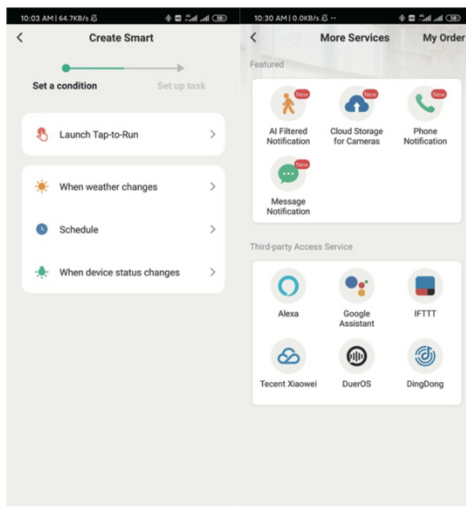 10:03 AM | 64.7KB/s
58
Create Smart
Set a condition
Set up task
Launch Tap-to-Run
When weather changes
Schedule
When device status changes
10:30 AM | 0.0KB/s
More Services
My Order
Featured
New
New
New
AI Filtered
Notification
Cloud Storage
for Cameras
Phone
Notification
New
Message
Notification
Third-party Access Service
Alexa
Google
Assistant
IFTTT
Tecent Xiaowei
DuerOS
DingDong